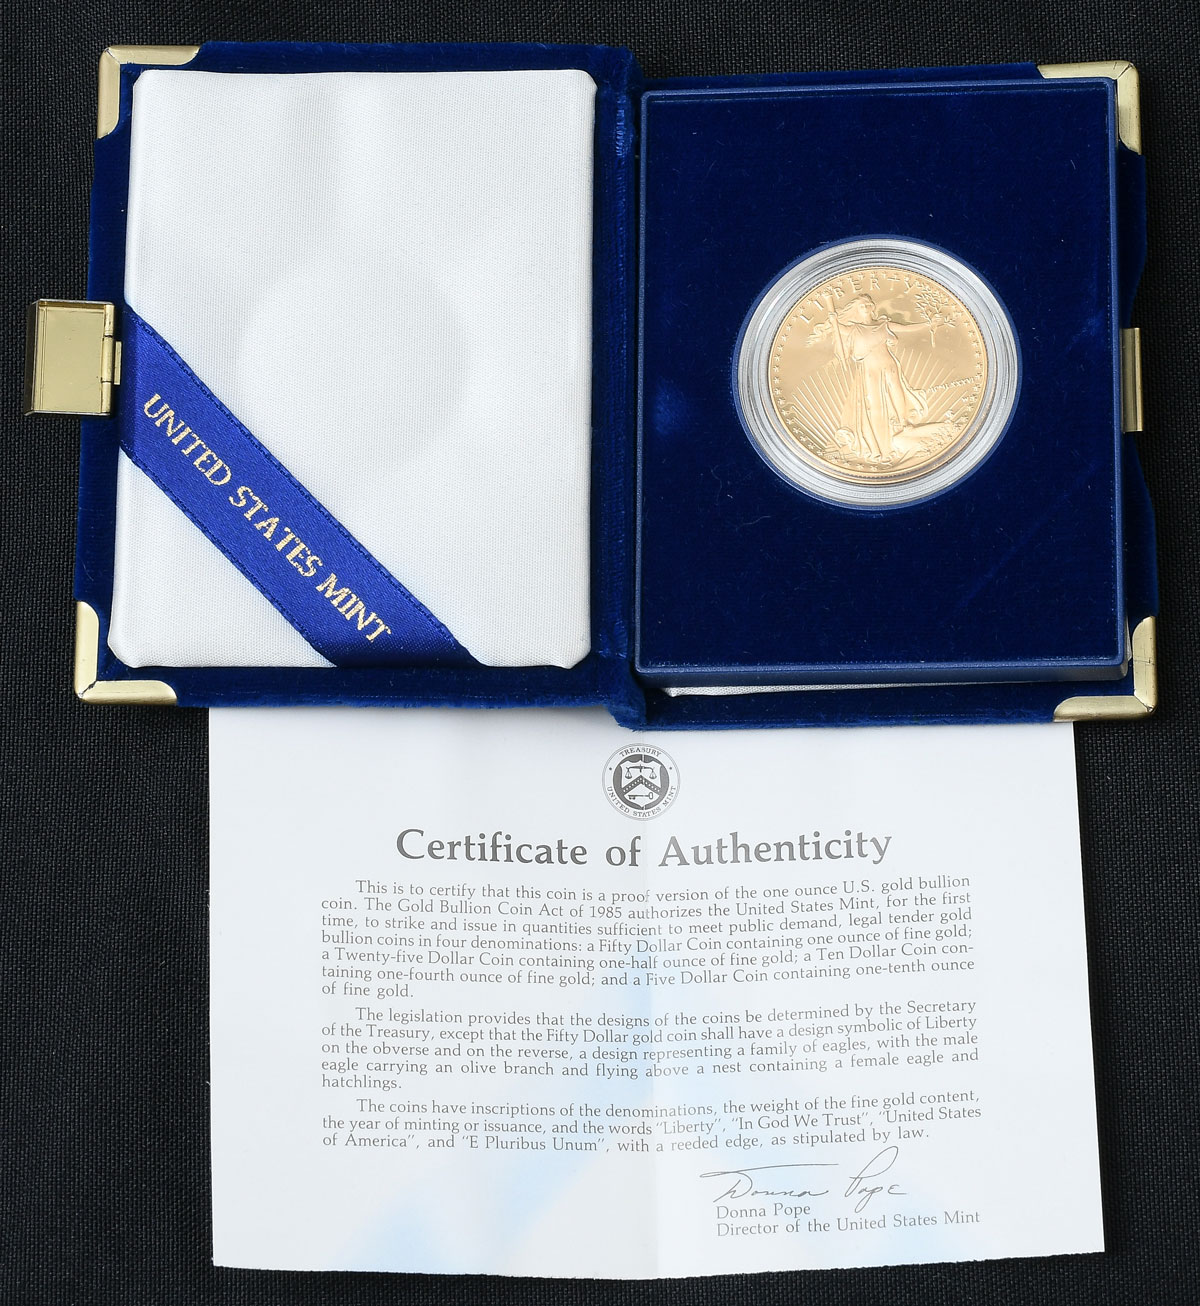 UNITED STATES MINT
LIBERTY
TREASURY
UNITED STATES MINT
Certificate of Authenticity
This is to certify that this coin is a proof version of the one ounce U.S. gold bullion
coin. The Gold Bullion Coin Act of 1985 authorizes the United States Mint, for the first
time, to strike and issue in quantities sufficient to meet public demand, legal tender gold
bullion coins in four denominations: a Fifty Dollar Coin containing one ounce of fine gold;
a Twenty-five Dollar Coin containing one-half ounce of fine gold; a Ten Dollar Coin con-
taining one-fourth ounce of fine gold; and a Five Dollar Coin containing one-tenth ounce
of fine gold.
The legislation provides that the designs of the coins be determined by the Secretary
of the Treasury, except that the Fifty Dollar gold coin shall have a design symbolic of Liberty
on the obverse and on the reverse, a design representing a family of eagles, with the male
eagle carrying an olive branch and flying above a nest containing a female eagle and
hatchlings.
The coins have inscriptions of the denominations, the weight of the fine gold content,
the year of minting or issuance, and the words "Liberty", "In God We Trust", "United States
of America", and "E Pluribus Unum", with a reeded edge, as stipulated by law.
Donna Pope
Donna Pope
Director of the United States Mint